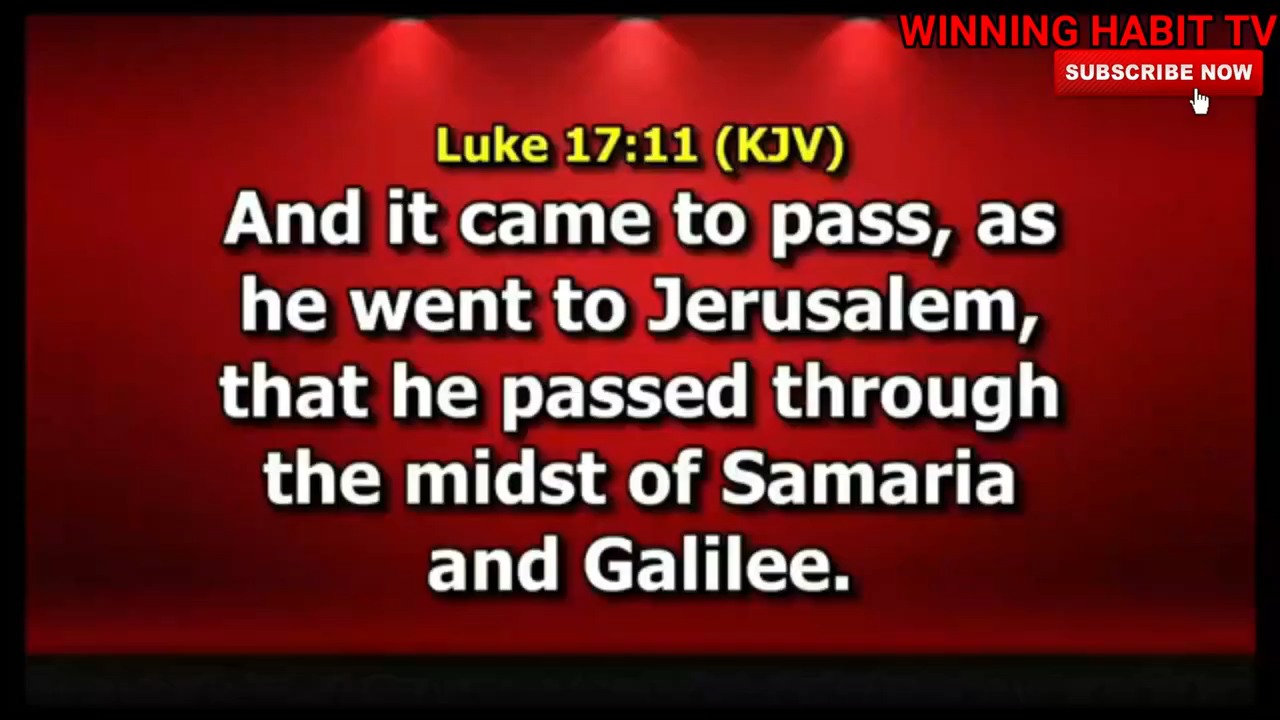 WINNING HABIT TV
SUBSCRIBE NOW
Luke 17:11 (KJV)
And it came to pass, as
he went to Jerusalem,
that he passed through
the midst of Samaria
and Galilee.